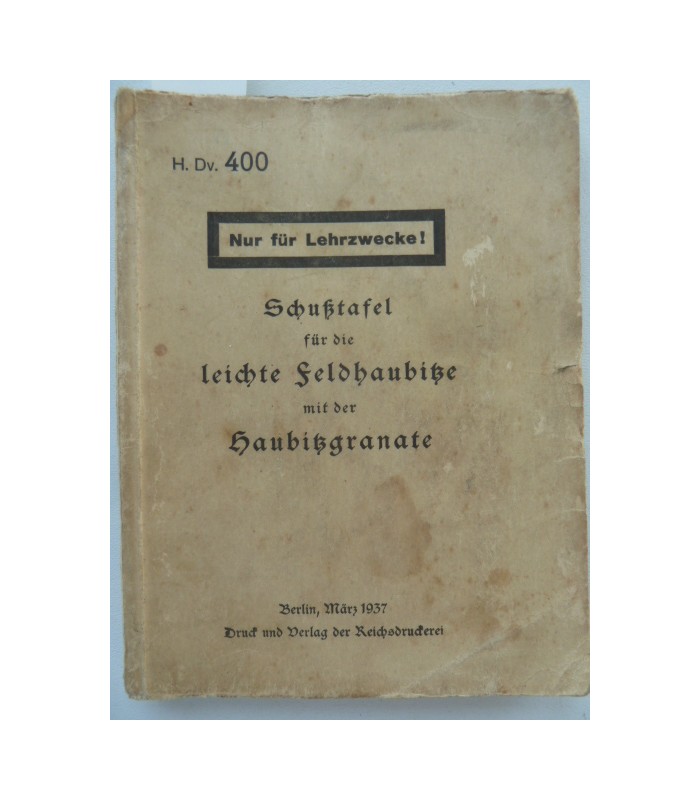 H. Dv. 400
Nur für Lehrzwecke!
Schußtafel
für die
leichte Feldhaubitze
mit der
Haubitzgranate
Berlin, März 1937
Druck und Verlag der Reichsdruckerei